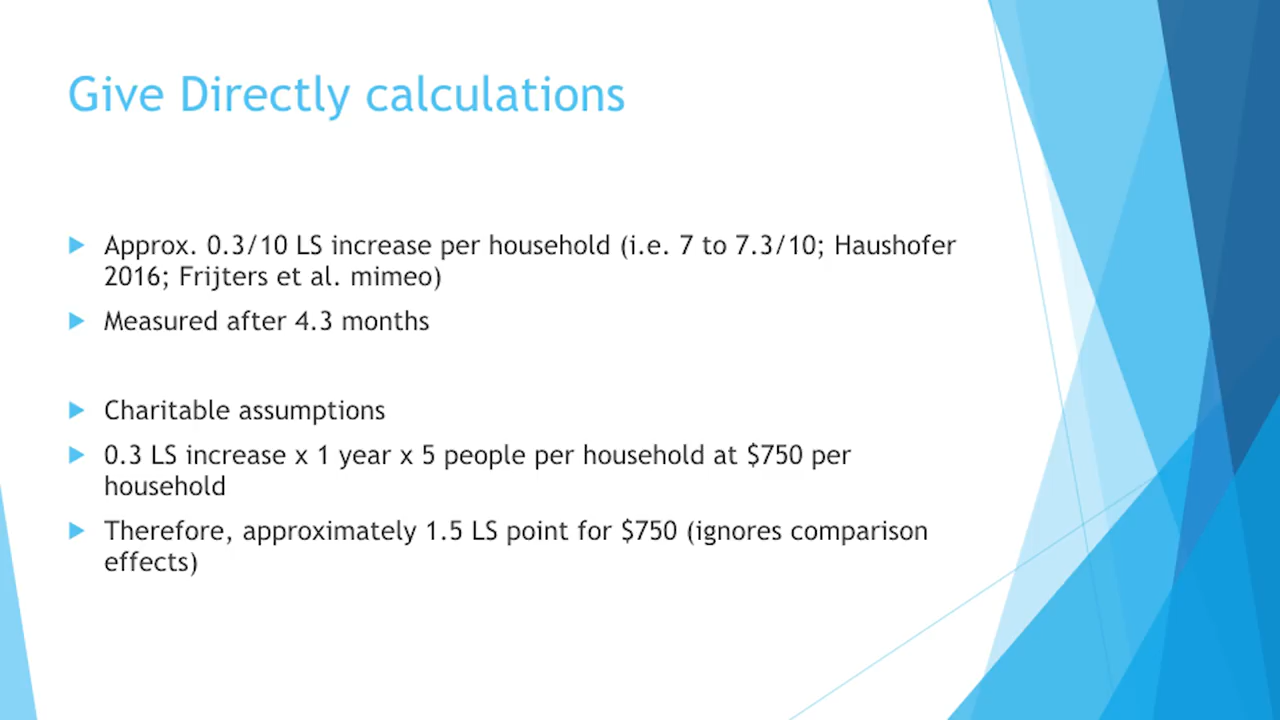 Give Directly calculations
Approx. 0.3/10 LS increase per household (i.e. 7 to 7.3/10; Haushofer
2016; Frijters et al. mimeo)
Measured after 4.3 months
Charitable assumptions
0.3 LS increase x 1 year x 5 people per household at $750 per
household
Therefore, approximately 1.5 LS point for $750 (ignores comparison
effects)